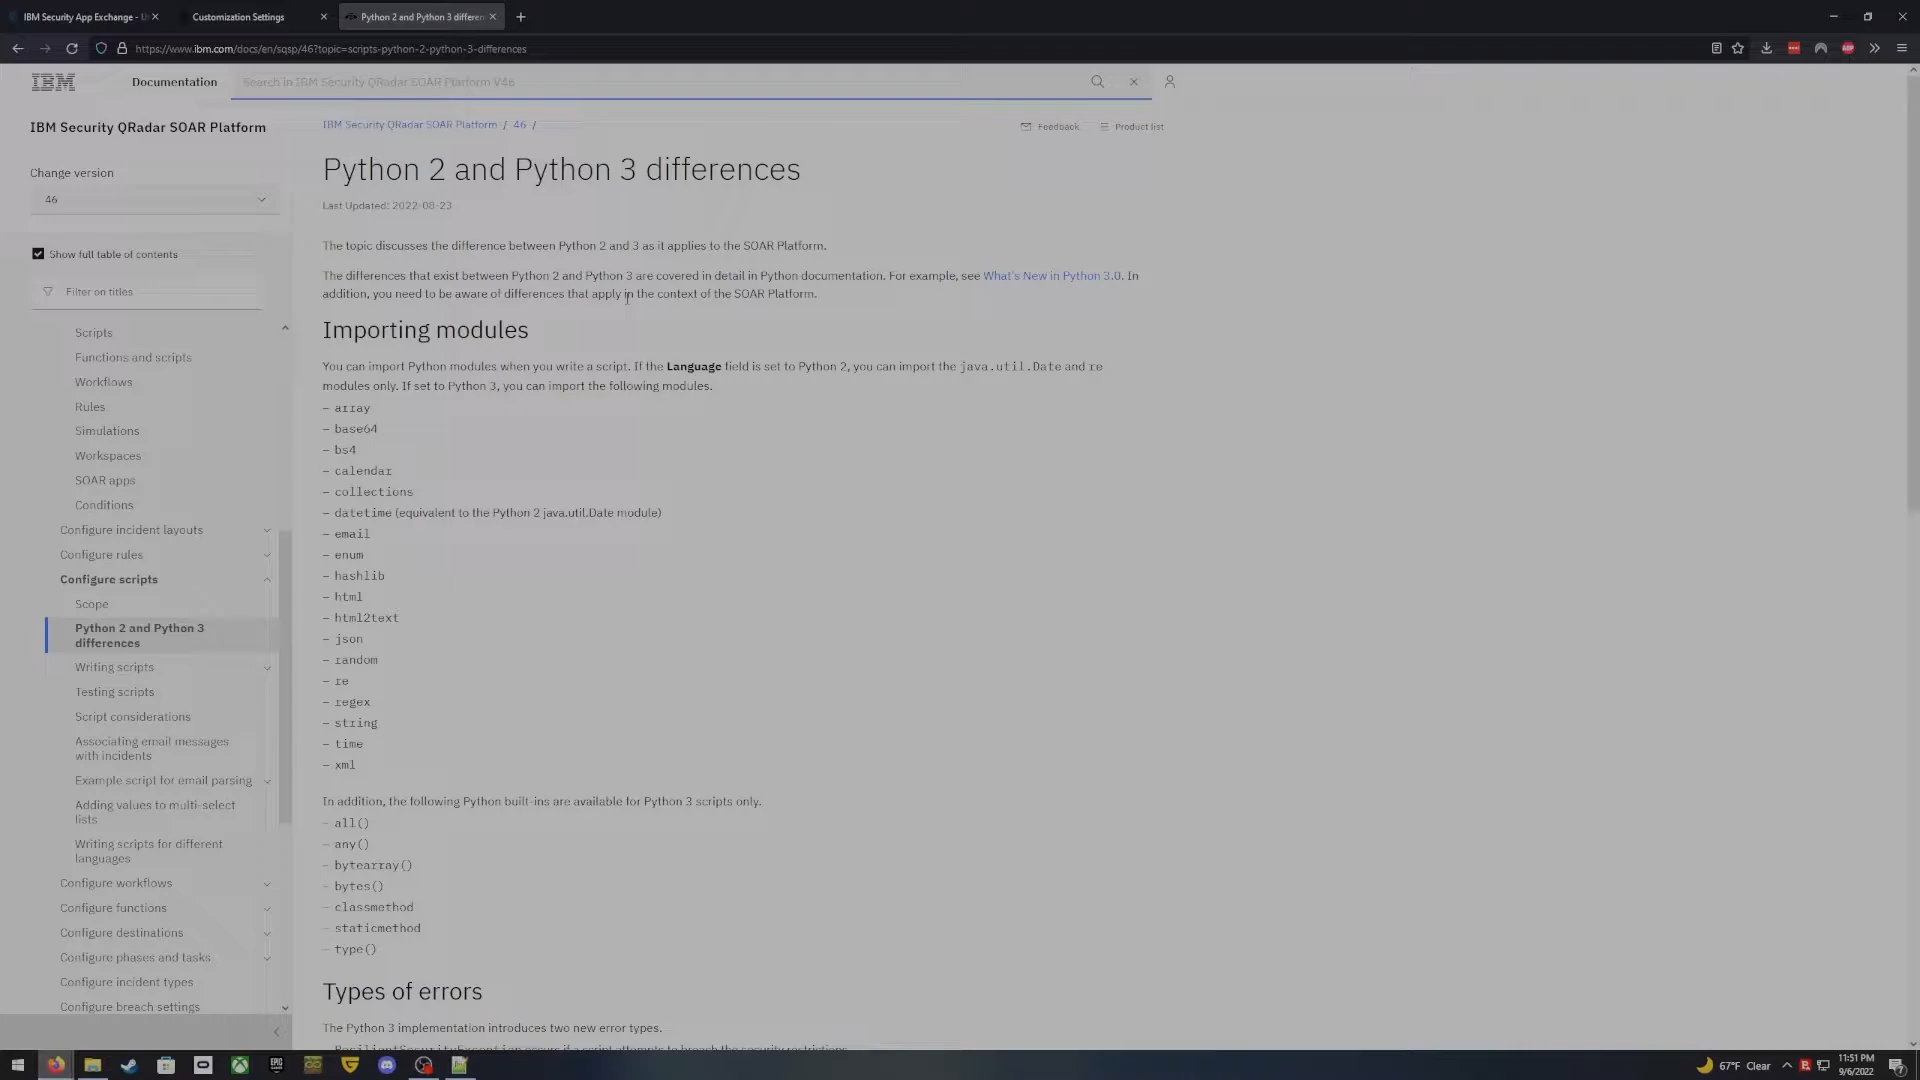 IBM Security App Exchange - U
Customization Settings
Python 2 and Python 3 differen
https://www.ibm.com/docs/en/sqsp/46?topic=scripts-python-2-python-3-differences
IBM
Documentation
Search in IBM Security QRadar SOAR Platform V46
IBM Security QRadar SOAR Platform
Change version
46
Show full table of contents
Filter on titles
Scripts
Functions and scripts
Workflows
Rules
Simulations
Workspaces
SOAR apps
Conditions
Configure incident layouts
Configure rules
Configure scripts
Scope
Python 2 and Python 3
differences
Writing scripts
Testing scripts
Script considerations
Associating email messages
with incidents
Example script for email parsing
Adding values to multi-select
lists
Writing scripts for different
languages
Configure workflows
Configure functions
Configure destinations
Configure phases and tasks
Configure incident types
Configure breach settings
IBM Security QRadar SOAR Platform / 46 /
Feedback
Product list
Python 2 and Python 3 differences
Last Updated: 2022-08-23
The topic discusses the difference between Python 2 and 3 as it applies to the SOAR Platform.
The differences that exist between Python 2 and Python 3 are covered in detail in Python documentation. For example, see What's New in Python 3.0. In
addition, you need to be aware of differences that apply in the context of the SOAR Platform.
Importing modules
You can import Python modules when you write a script. If the Language field is set to Python 2, you can import the java.util.Date and re
modules only. If set to Python 3, you can import the following modules.
– array
– base64
– bs4
– calendar
– collections
– datetime (equivalent to the Python 2 java.util.Date module)
– email
– enum
– hashlib
– html
– html2text
– json
– random
– re
– regex
– string
– time
– xml
In addition, the following Python built-ins are available for Python 3 scripts only.
– all()
– any()
– bytearray()
– bytes()
– classmethod
– staticmethod
– type()
Types of errors
The Python 3 implementation introduces two new error types.
– ResilientSecurityException occurs if a script attempts to breach the security restrictions.
67°F Clear
11:51 PM
9/6/2022